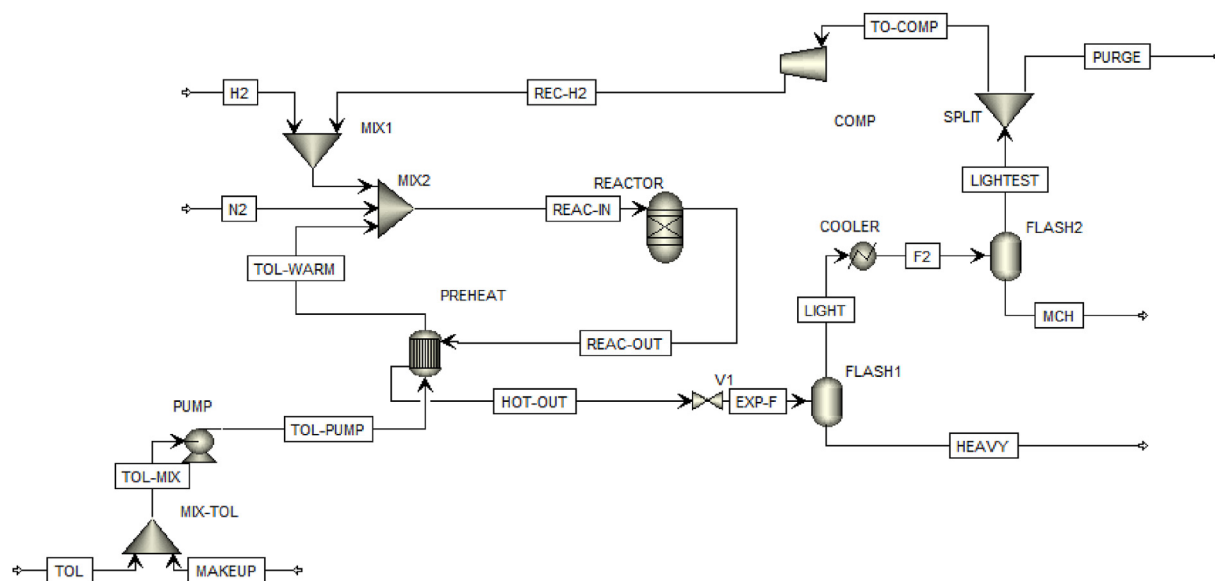 TO-COMP
PURGE
H2
REC-H2
MIX1
COMP
SPLIT
MIX2
REACTOR
LIGHTEST
N2
REAC-IN
COOLER
FLASH2
F2
TOL-WARM
PREHEAT
LIGHT
MCH
REAC-OUT
FLASH1
V1
HOT-OUT
EXP-F
PUMP
TOL-PUMP
HEAVY
TOL-MIX
MIX-TOL
TOL
MAKEUP